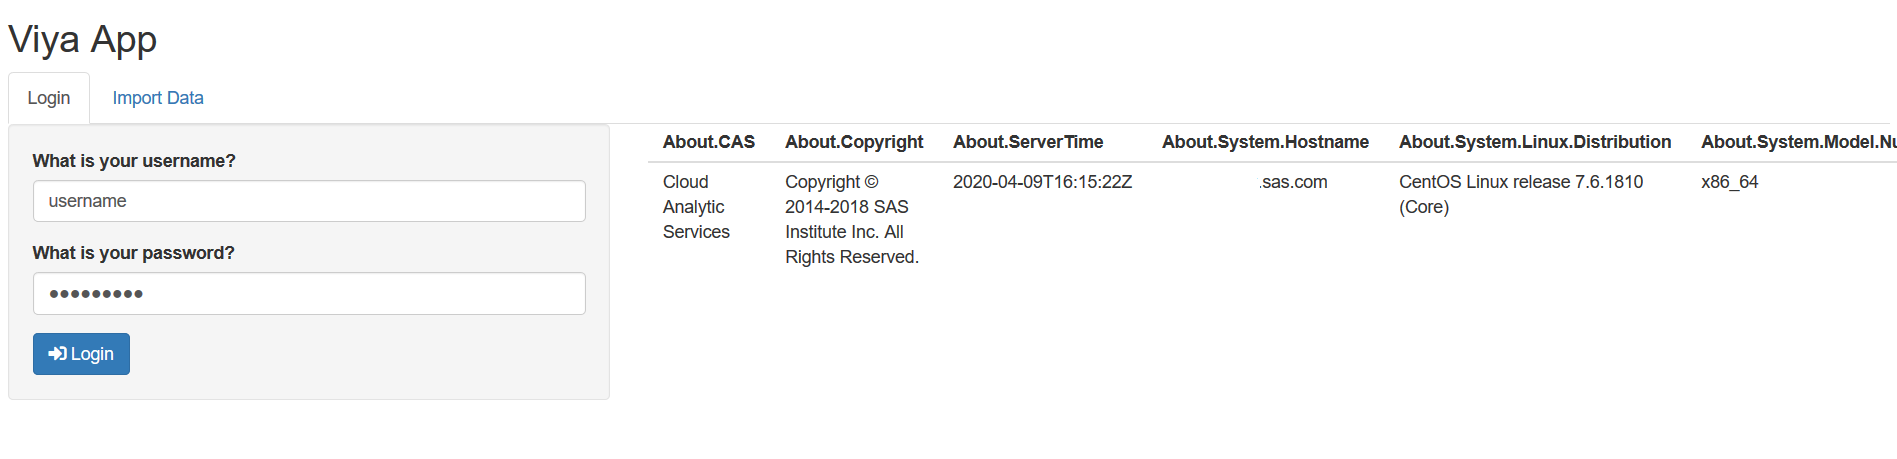 Viya App
Login
Import Data
What is your username?
username
What is your password?
●●●●●●●●●
Login
About.CAS About.Copyright About.ServerTime About.System.Hostname About.System.Linux.Distribution About.System.Model.Nu
Cloud Copyright © 2020-04-09T16:15:22Z .sas.com CentOS Linux release 7.6.1810 x86_64
Analytic 2014-2018 SAS (Core)
Services Institute Inc. All
Rights Reserved.